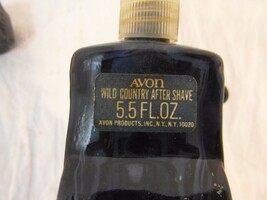 AVON
WILD COUNTRY AFTER SHAVE
5.5 FL.OZ.
AVON PRODUCTS, INC. N.Y., N.Y. 10020